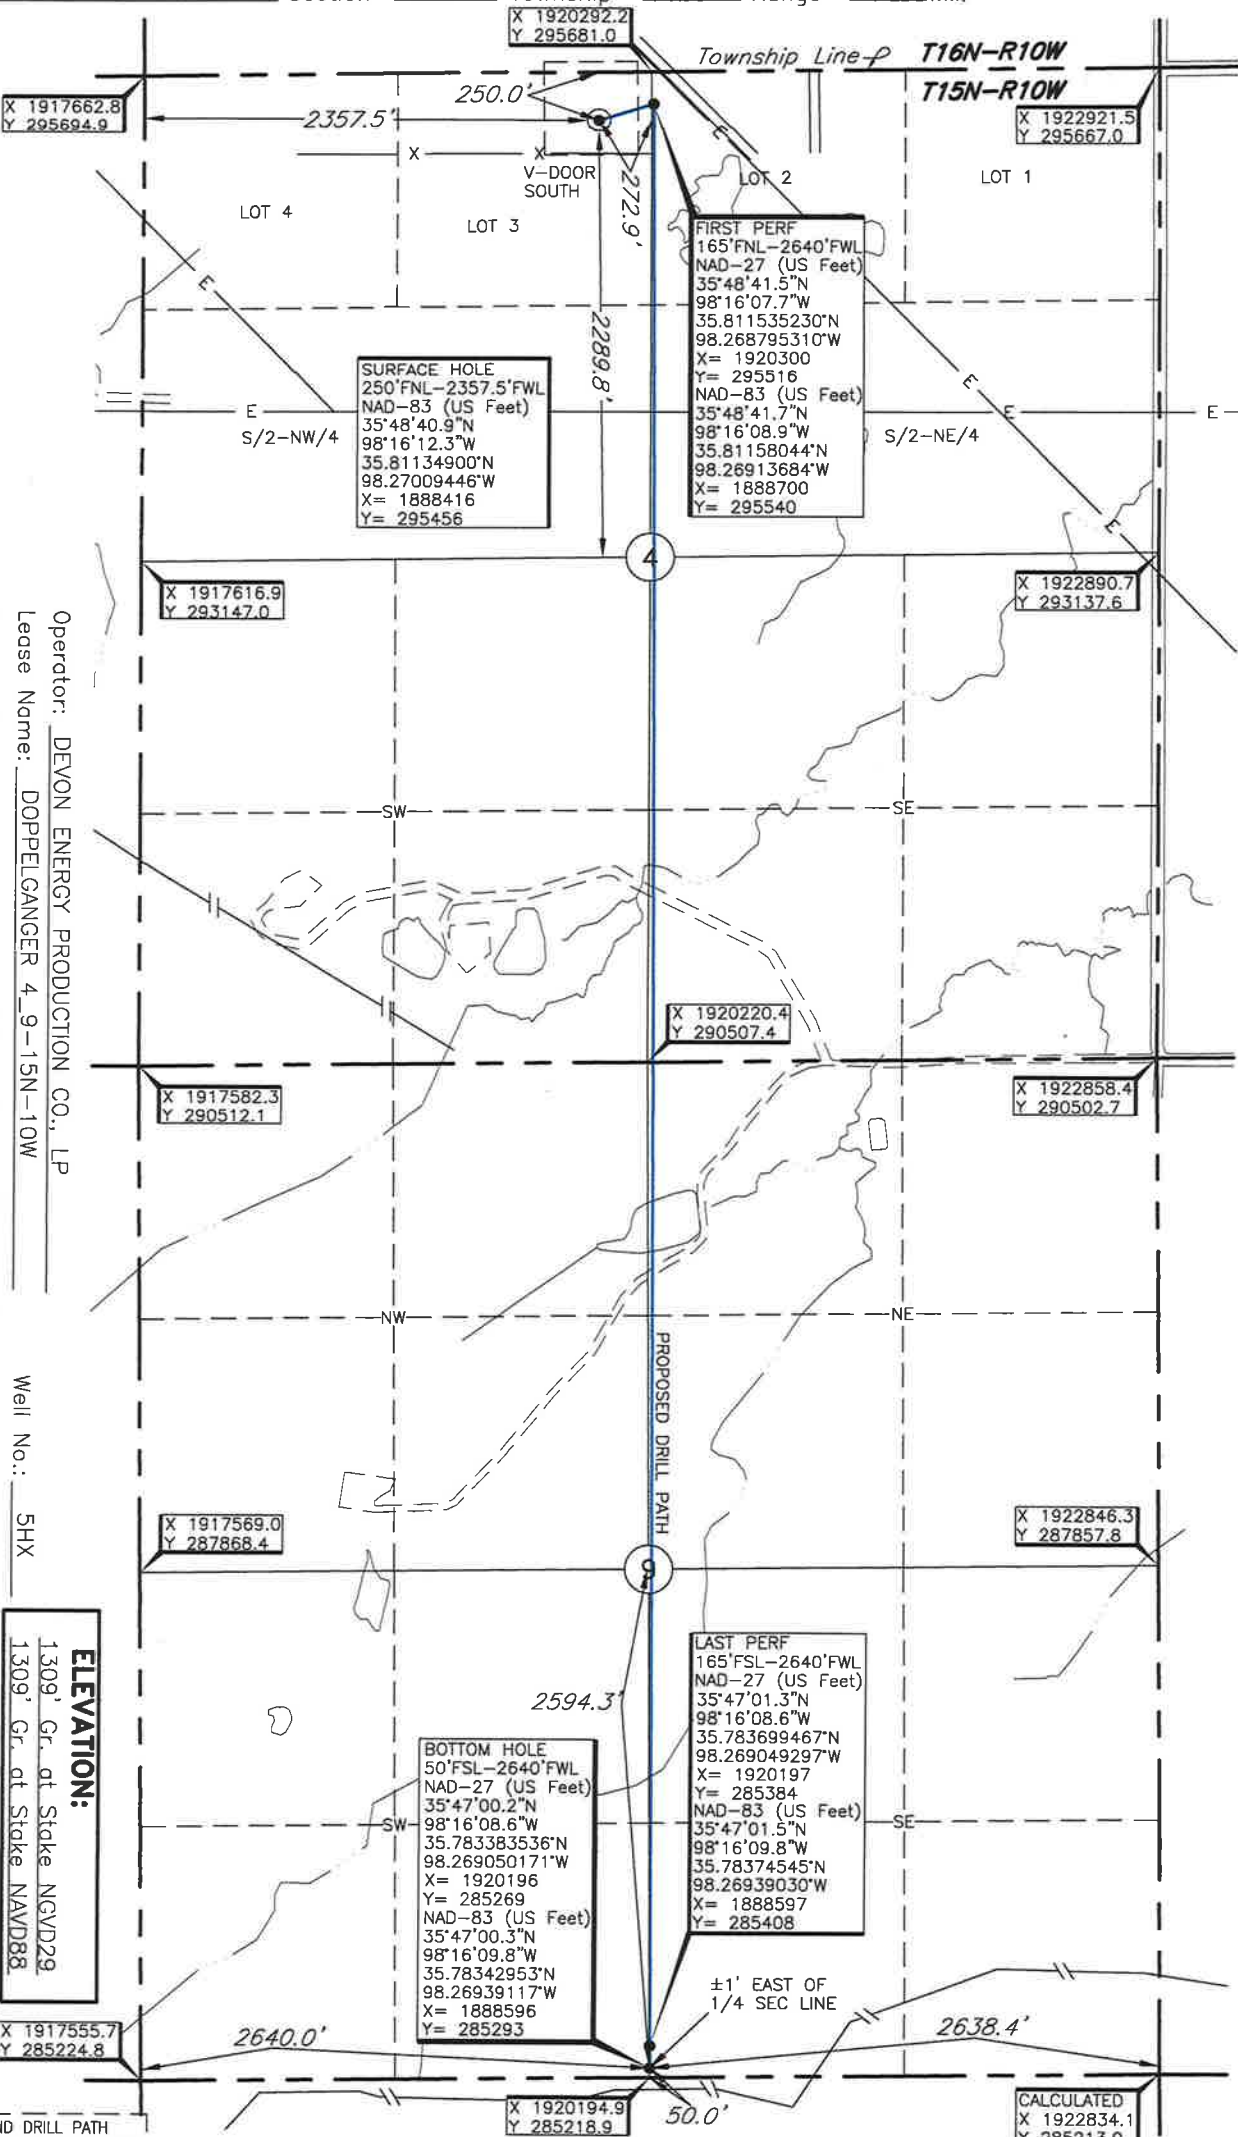 X 1920292.2
Y 295681.0
Township Line
T16N-R10W
T15N-R10W
X 1917662.8
Y 295694.9
250.0'
2357.5'
X 1922921.5
Y 295667.0
E
X
X
V-DOOR
SOUTH
272.9'
LOT 2
LOT 1
LOT 4
LOT 3
FIRST PERF
165'FNL-2640'FWL
NAD-27 (US Feet)
35°48'41.5"N
98°16'07.7"W
35.811535230°N
98.268795310°W
X= 1920300
Y= 295516
NAD-83 (US Feet)
35°48'41.7"N
98°16'08.9"W
35.81158044°N
98.26913684°W
X= 1888700
Y= 295540
E
2289.8'
SURFACE HOLE
250'FNL-2357.5'FWL
NAD-83 (US Feet)
35°48'40.9"N
98°16'12.3"W
35.81134900°N
98.27009446°W
X= 1888416
Y= 295456
E
E
E
E
S/2-NW/4
S/2-NE/4
E
4
X 1917616.9
Y 293147.0
X 1922890.7
Y 293137.6
Operator: DEVON ENERGY PRODUCTION CO., LP
Lease Name: DOPPELGANGER 4_9-15N-10W
Well No.: 5HX
SW
SE
X 1920220.4
Y 290507.4
X 1917582.3
Y 290512.1
X 1922858.4
Y 290502.7
NW
NE
PROPOSED DRILL PATH
X 1917569.0
Y 287868.4
X 1922846.3
Y 287857.8
9
ELEVATION:
1309' Gr. at Stake NGVD29
1309' Gr. at Stake NAVD88
2594.3'
LAST PERF
165'FSL-2640'FWL
NAD-27 (US Feet)
35°47'01.3"N
98°16'08.6"W
35.783699467°N
98.269049297°W
X= 1920197
Y= 285384
NAD-83 (US Feet)
35°47'01.5"N
98°16'09.8"W
35.78374545°N
98.26939030°W
X= 1888597
Y= 285408
BOTTOM HOLE
50'FSL-2640'FWL
NAD-27 (US Feet)
35°47'00.2"N
98°16'08.6"W
35.783383536°N
98.269050171°W
X= 1920196
Y= 285269
NAD-83 (US Feet)
35°47'00.3"N
98°16'09.8"W
35.78342953°N
98.26939117°W
X= 1888596
Y= 285293
SW
SE
±1' EAST OF
1/4 SEC LINE
X 1917555.7
Y 285224.8
2640.0'
2638.4'
X 1920194.9
Y 285218.9
50.0'
CALCULATED
X 1922834.1
DRILL PATH